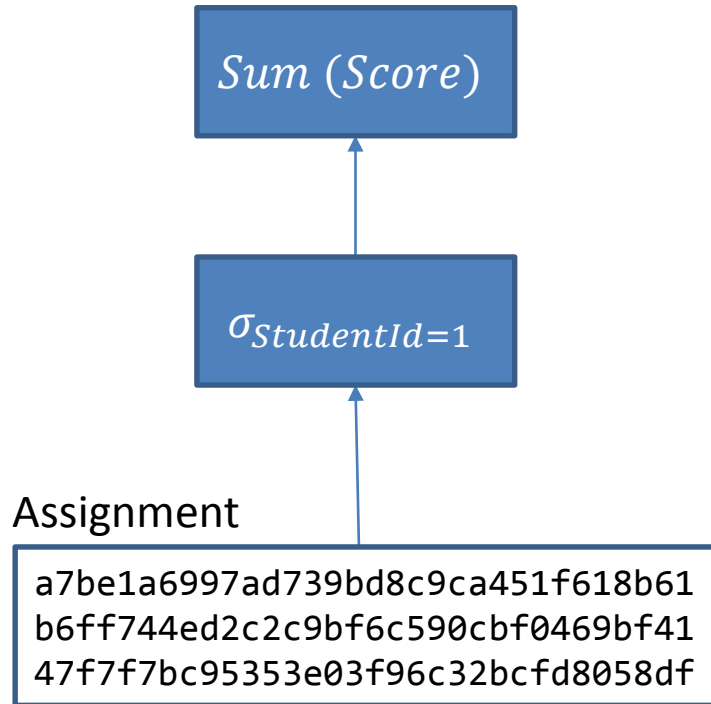 Sum (Score)
σStudentId=1
Assignment
a7be1a6997ad739bd8c9ca451f618b61
b6ff744ed2c2c9bf6c590cbf0469bf41
47f7f7bc95353e03f96c32bcfd8058df